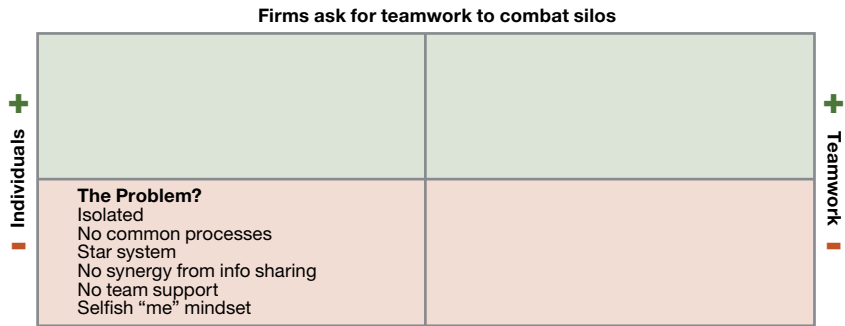 Firms ask for teamwork to combat silos
+
Individuals
-
The Problem?
Isolated
No common processes
Star system
No synergy from info sharing
No team support
Selfish “me” mindset
+
Teamwork
-